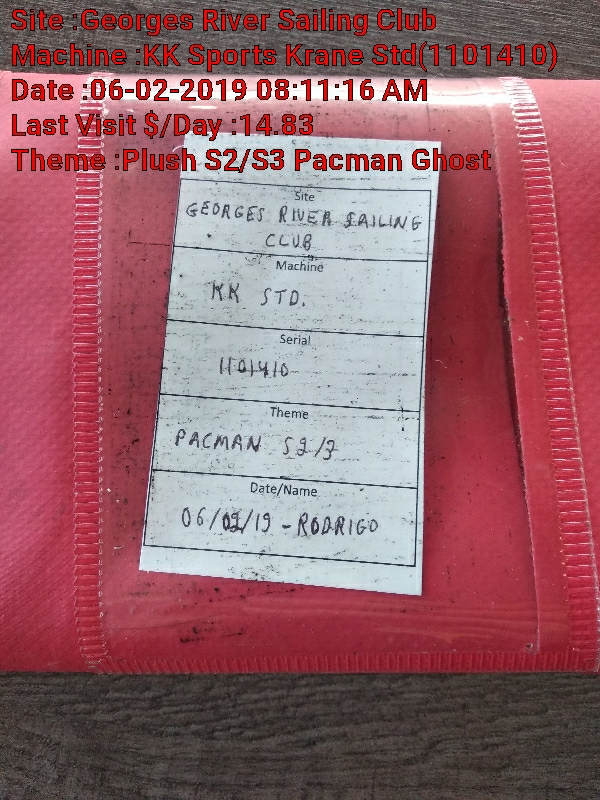 Site :Georges River Sailing Club
Machine :KK Sports Krane Std(1101410)
Date :06-02-2019 08:11:16 AM
Last Visit $/Day :14.83
Theme :Plush S2/S3 Pacman Ghost
Site
GEORGES RIVER SAILING
CLUB
Machine
KK STD.
Serial
1101410
Theme
PACMAN S2/3
Date/Name
06/02/19 - RODRIGO